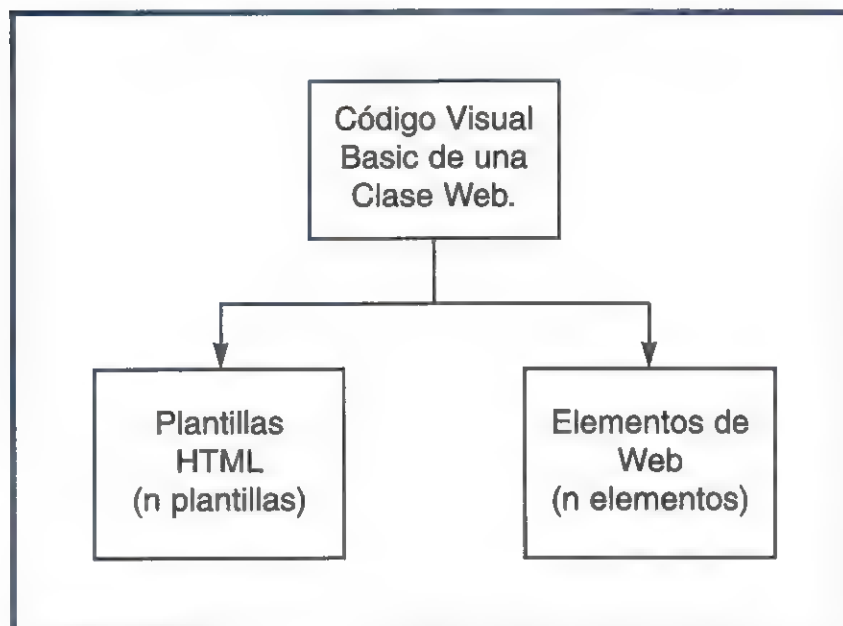 Código Visual
Basic de una
Clase Web.
Plantillas
HTML
(n plantillas)
Elementos de
Web
(n elementos)